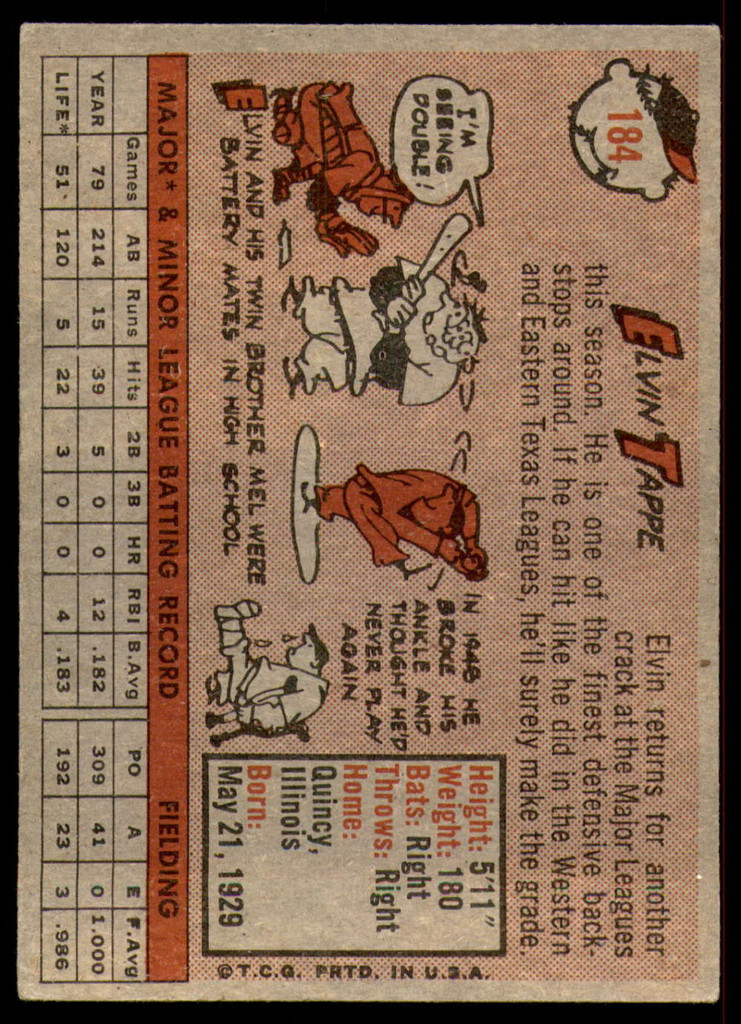 184
ELVIN TAPPE
Elvin returns for another
crack at the Major Leagues
this season. He is one of the finest defensive back-
stops around. If he can hit like he did in the Western
and Eastern Texas Leagues, he'll surely make the grade.
I'M
SEEING
DOUBLE!
ELVIN AND HIS TWIN BROTHER MEL WERE
BATTERY MATES IN HIGH SCHOOL
IN 1948 HE
BROKE HIS
ANKLE AND
THOUGHT HE'D
NEVER PLAY
AGAIN
Height: 5'11"
Weight: 180
Bats: Right
Throws: Right
Home:
Quincy,
Illinois
Born:
May 21, 1929
©T.C.G. PRTD. IN U.S.A.
MAJOR* & MINOR LEAGUE BATTING RECORD FIELDING
Games AB Runs Hits 2B 3B HR RBI B.Avg PO A E F.Avg
YEAR 79 214 15 39 5 0 0 12 .182 309 41 0 1.000
LIFE* 51 120 5 22 3 0 0 4 .183 192 23 3 .986